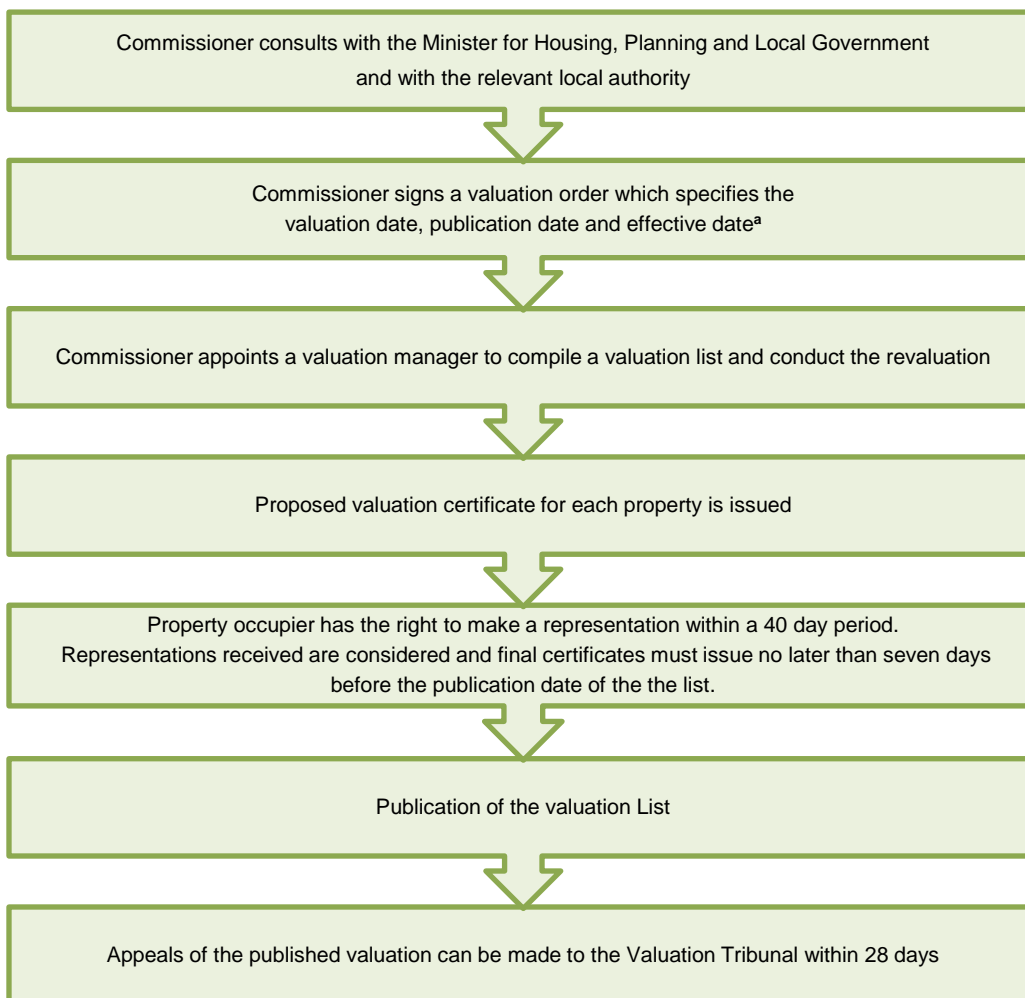 Commissioner consults with the Minister for Housing, Planning and Local Government
and with the relevant local authority
Commissioner signs a valuation order which specifies the
valuation date, publication date and effective dateᵃ
Commissioner appoints a valuation manager to compile a valuation list and conduct the revaluation
Proposed valuation certificate for each property is issued
Property occupier has the right to make a representation within a 40 day period.
Representations received are considered and final certificates must issue no later than seven days
before the publication date of the the list.
Publication of the valuation List
Appeals of the published valuation can be made to the Valuation Tribunal within 28 days